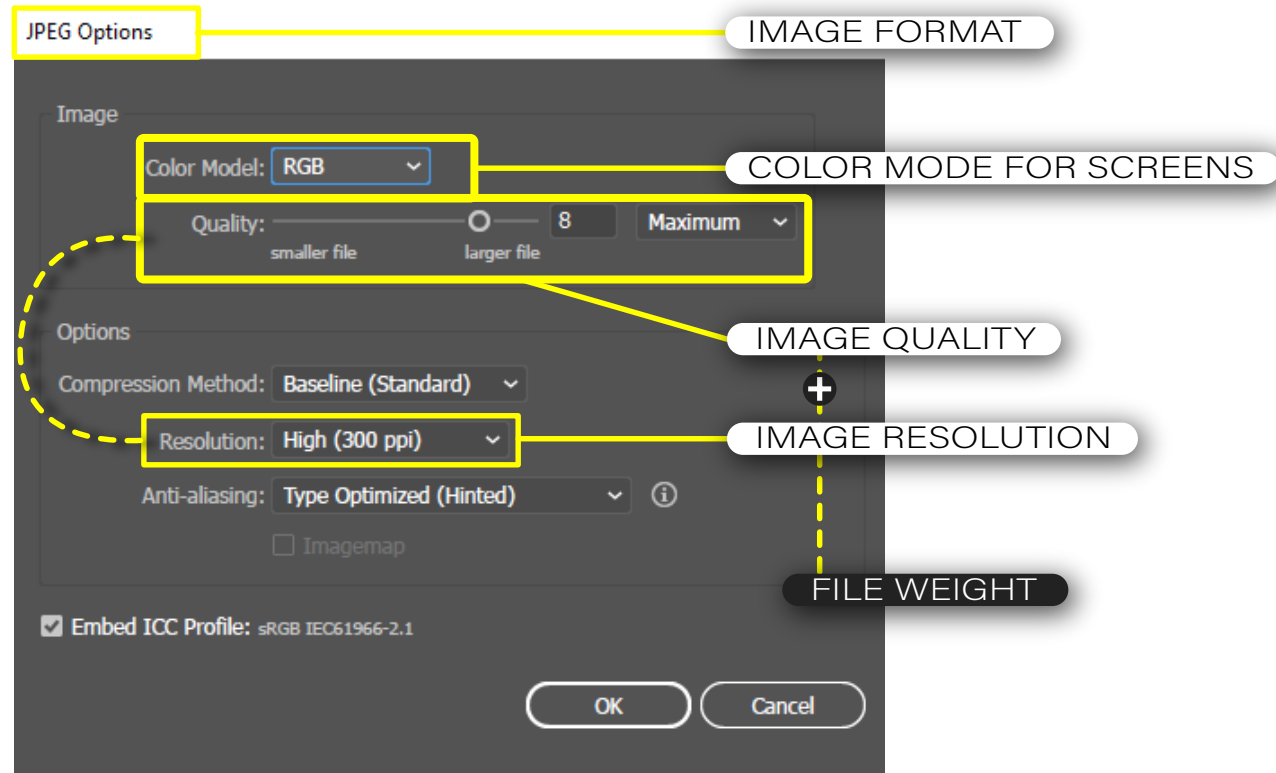 JPEG Options
IMAGE FORMAT
Image
Color Model: RGB
COLOR MODE FOR SCREENS
Quality: 8 Maximum
smaller file larger file
Options
IMAGE QUALITY
Compression Method: Baseline (Standard)
+
Resolution: High (300 ppi)
IMAGE RESOLUTION
Anti-aliasing: Type Optimized (Hinted)
Imagemap
FILE WEIGHT
Embed ICC Profile: sRGB IEC61966-2.1
OK Cancel